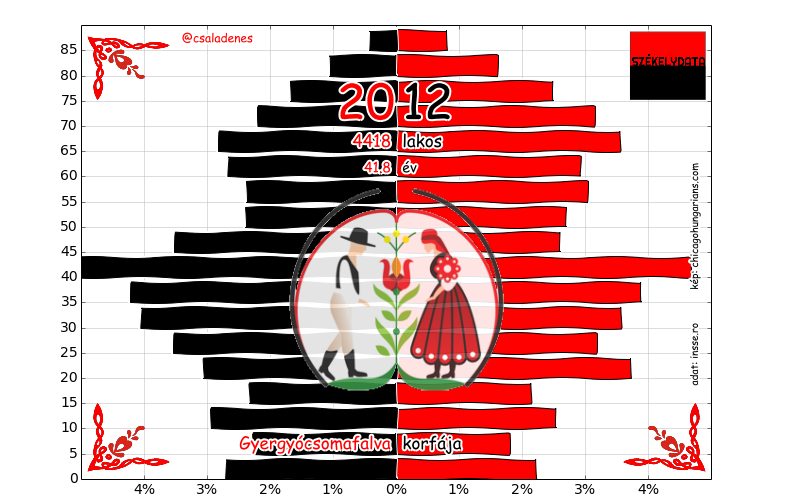 @csaladenes
SZÉKELYDATA
2012
4418 lakos
41.8 év
kép: chicagohungarians.com
adat: insse.ro
Gyergyócsomafalva korfája
85
80
75
70
65
60
55
50
45
40
35
30
25
20
15
10
5
0
4% 3% 2% 1% 0% 1% 2% 3% 4%